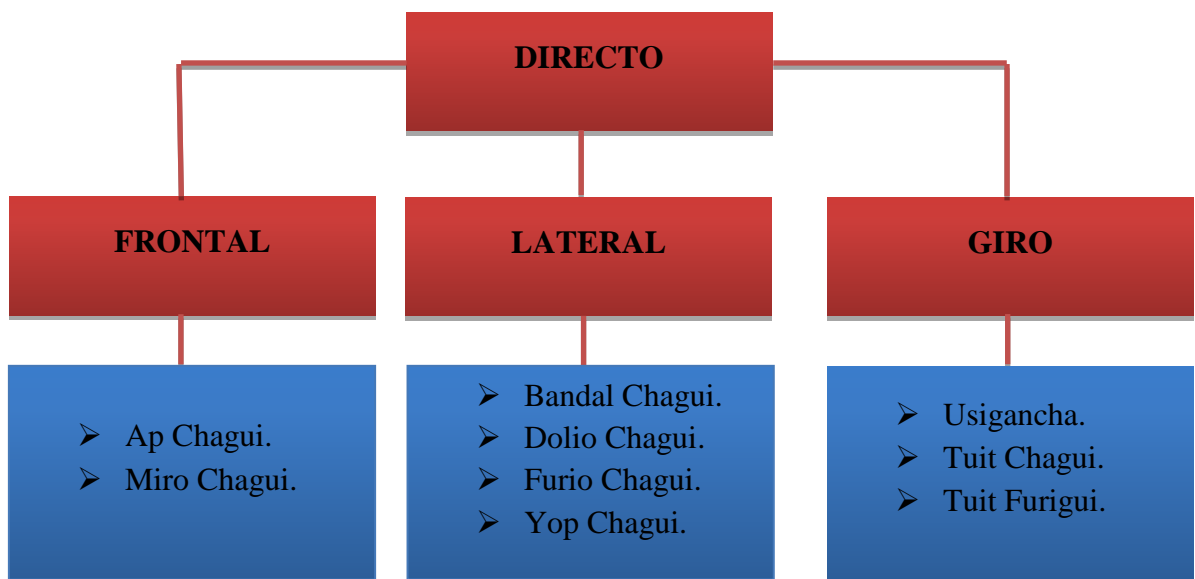 DIRECTO
FRONTAL
LATERAL
GIRO
➢ Ap Chagui.
➢ Miro Chagui.
➢ Bandal Chagui.
➢ Dolio Chagui.
➢ Furio Chagui.
➢ Yop Chagui.
➢ Usigancha.
➢ Tuit Chagui.
➢ Tuit Furigui.